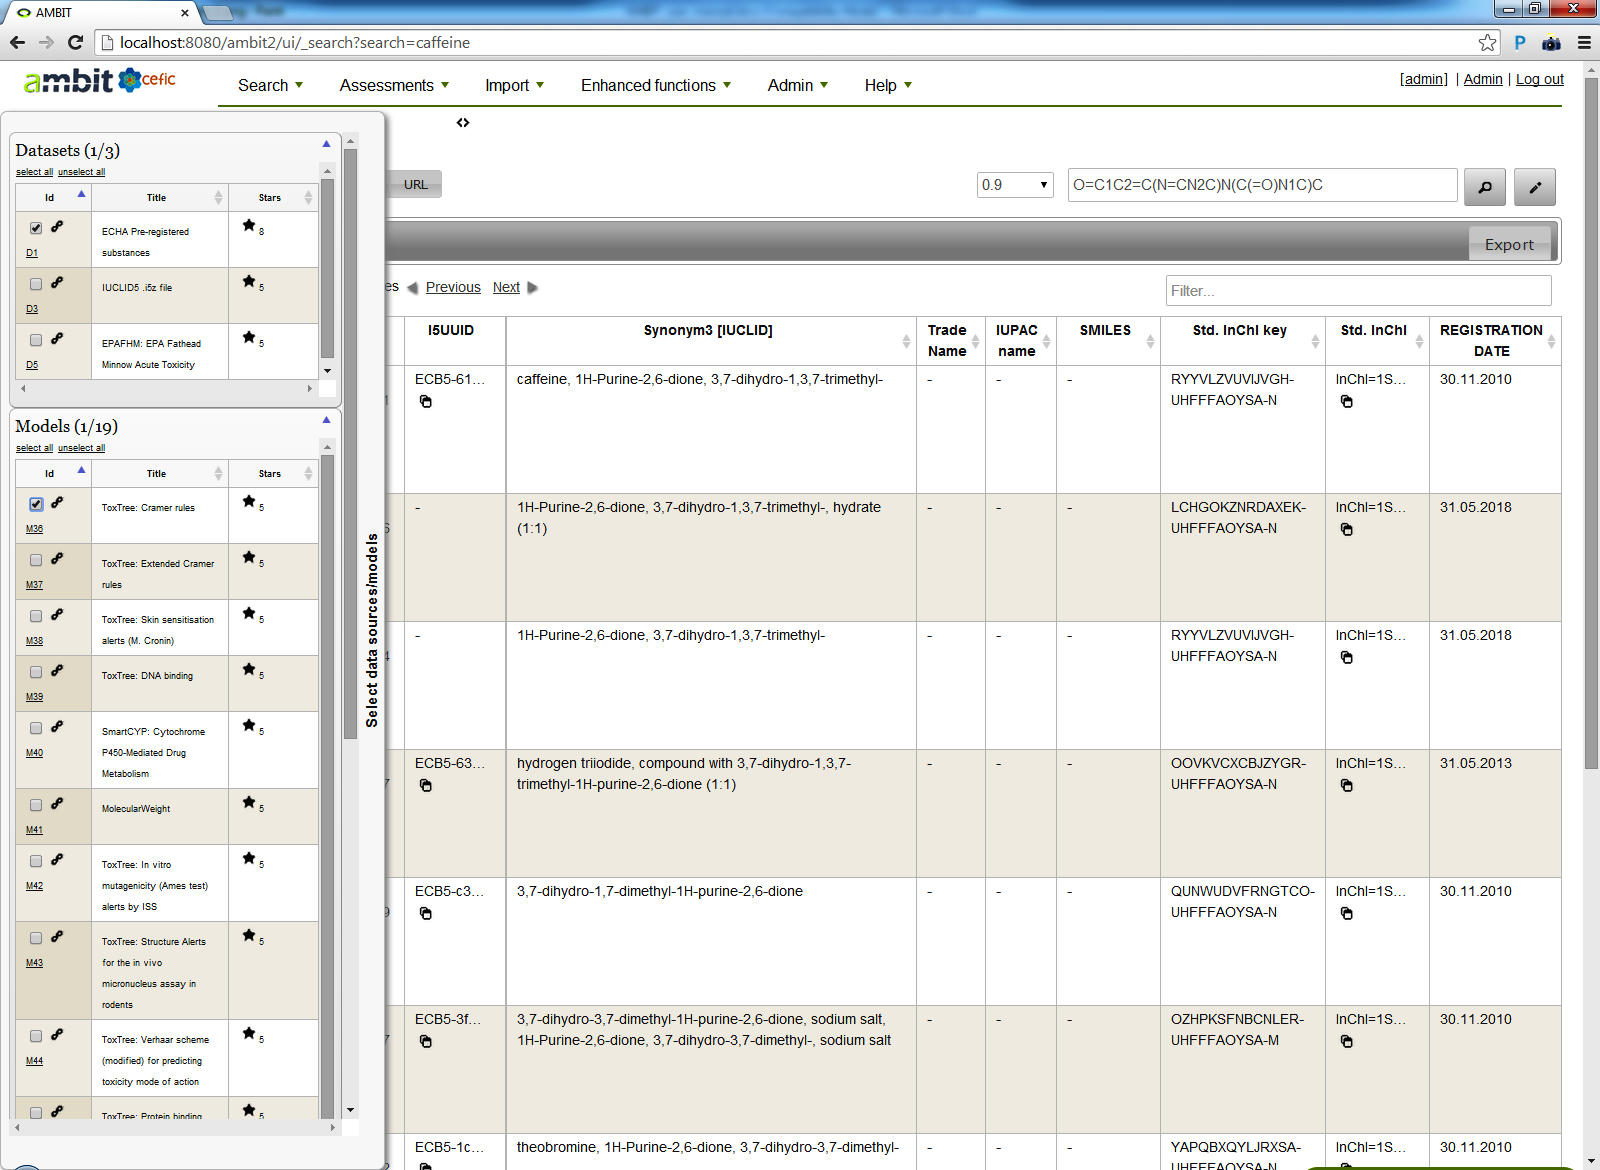 AMBIT
localhost:8080/ambit2/ui/_search?search=caffeine
ambit cefic
Search Assessments Import Enhanced functions Admin Help
[admin] | Admin | Log out
Datasets (1/3)
select all unselect all
Id Title Stars
D1 ECHA Pre-registered substances 8
D3 IUCLID5 .i5z file 5
D5 EPAFHM: EPA Fathead Minnow Acute Toxicity 5
Models (1/19)
select all unselect all
Id Title Stars
M36 ToxTree: Cramer rules 5
M37 ToxTree: Extended Cramer rules 5
M38 ToxTree: Skin sensitisation alerts (M. Cronin) 5
M39 ToxTree: DNA binding 5
M40 SmartCYP: Cytochrome P450-Mediated Drug Metabolism 5
M41 MolecularWeight 5
M42 ToxTree: In vitro mutagenicity (Ames test) alerts by ISS 5
M43 ToxTree: Structure Alerts for the in vivo micronucleus assay in rodents 5
M44 ToxTree: Verhaar scheme (modified) for predicting toxicity mode of action 5
ToxTree: Protein binding 5
Select data sources/models
URL
0.9
O=C1C2=C(N=CN2C)N(C(=O)N1C)C
Export
es Previous Next
Filter...
I5UUID Synonym3 [IUCLID] Trade Name IUPAC name SMILES Std. InChI key Std. InChI REGISTRATION DATE
ECB5-61... caffeine, 1H-Purine-2,6-dione, 3,7-dihydro-1,3,7-trimethyl- - - - RYYVLZVUVIJVGH-UHFFFAOYSA-N InChI=1S... 30.11.2010
- 1H-Purine-2,6-dione, 3,7-dihydro-1,3,7-trimethyl-, hydrate (1:1) - - - LCHGOKZNRDAXEK-UHFFFAOYSA-N InChI=1S... 31.05.2018
- 1H-Purine-2,6-dione, 3,7-dihydro-1,3,7-trimethyl- - - - RYYVLZVUVIJVGH-UHFFFAOYSA-N InChI=1S... 31.05.2018
ECB5-63... hydrogen triiodide, compound with 3,7-dihydro-1,3,7-trimethyl-1H-purine-2,6-dione (1:1) - - - OOVKVCXCBJZYGR-UHFFFAOYSA-N InChI=1S... 31.05.2013
ECB5-c3... 3,7-dihydro-1,7-dimethyl-1H-purine-2,6-dione - - - QUNWUDVFRNGTCO-UHFFFAOYSA-N InChI=1S... 30.11.2010
ECB5-3f... 3,7-dihydro-3,7-dimethyl-1H-purine-2,6-dione, sodium salt, 1H-Purine-2,6-dione, 3,7-dihydro-3,7-dimethyl-, sodium salt - - - OZHPKSFNBCNLER-UHFFFAOYSA-M InChI=1S... 30.11.2010
ECB5-1c... theobromine, 1H-Purine-2,6-dione, 3,7-dihydro-3,7-dimethyl- - - - YAPQBXQYLJRXSA-UHFFFAOYSA-N InChI=1S... 30.11.2010